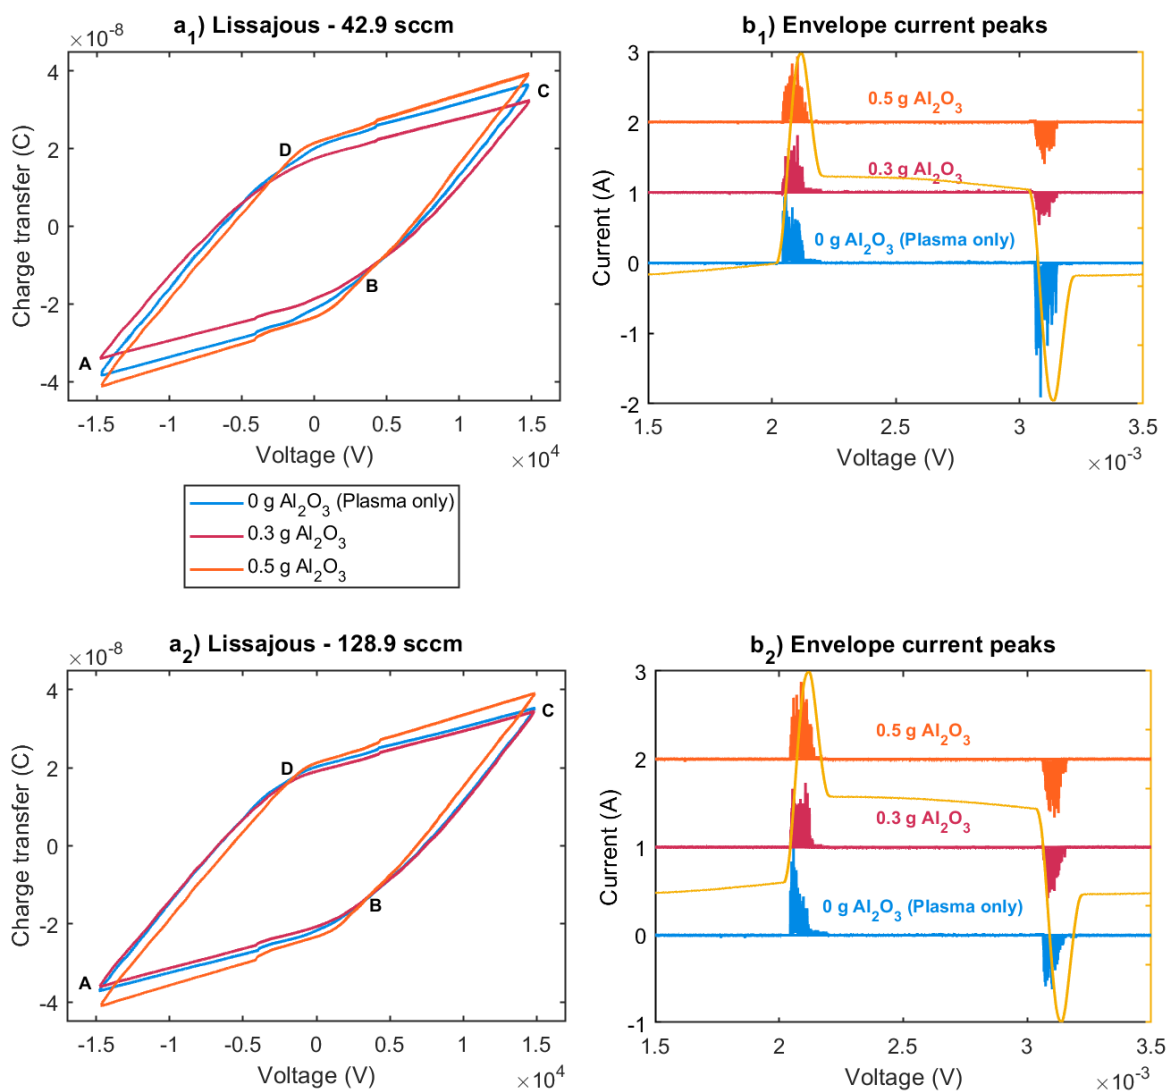 a₁) Lissajous - 42.9 sccm
×10⁻⁸
4
2
0
-2
-4
Charge transfer (C)
A
B
C
D
-1.5
-1
-0.5
0
0.5
1
1.5
Voltage (V)
×10⁴
b₁) Envelope current peaks
3
2
1
0
-1
-2
Current (A)
0.5 g Al₂O₃
0.3 g Al₂O₃
0 g Al₂O₃ (Plasma only)
1.5
2
2.5
3
3.5
Voltage (V)
×10⁻³
0 g Al₂O₃ (Plasma only)
0.3 g Al₂O₃
0.5 g Al₂O₃
a₂) Lissajous - 128.9 sccm
×10⁻⁸
4
2
0
-2
-4
Charge transfer (C)
A
B
C
D
-1.5
-1
-0.5
0
0.5
1
1.5
Voltage (V)
×10⁴
b₂) Envelope current peaks
3
2
1
0
-1
Current (A)
0.5 g Al₂O₃
0.3 g Al₂O₃
0 g Al₂O₃ (Plasma only)
1.5
2
2.5
3
3.5
Voltage (V)
×10⁻³